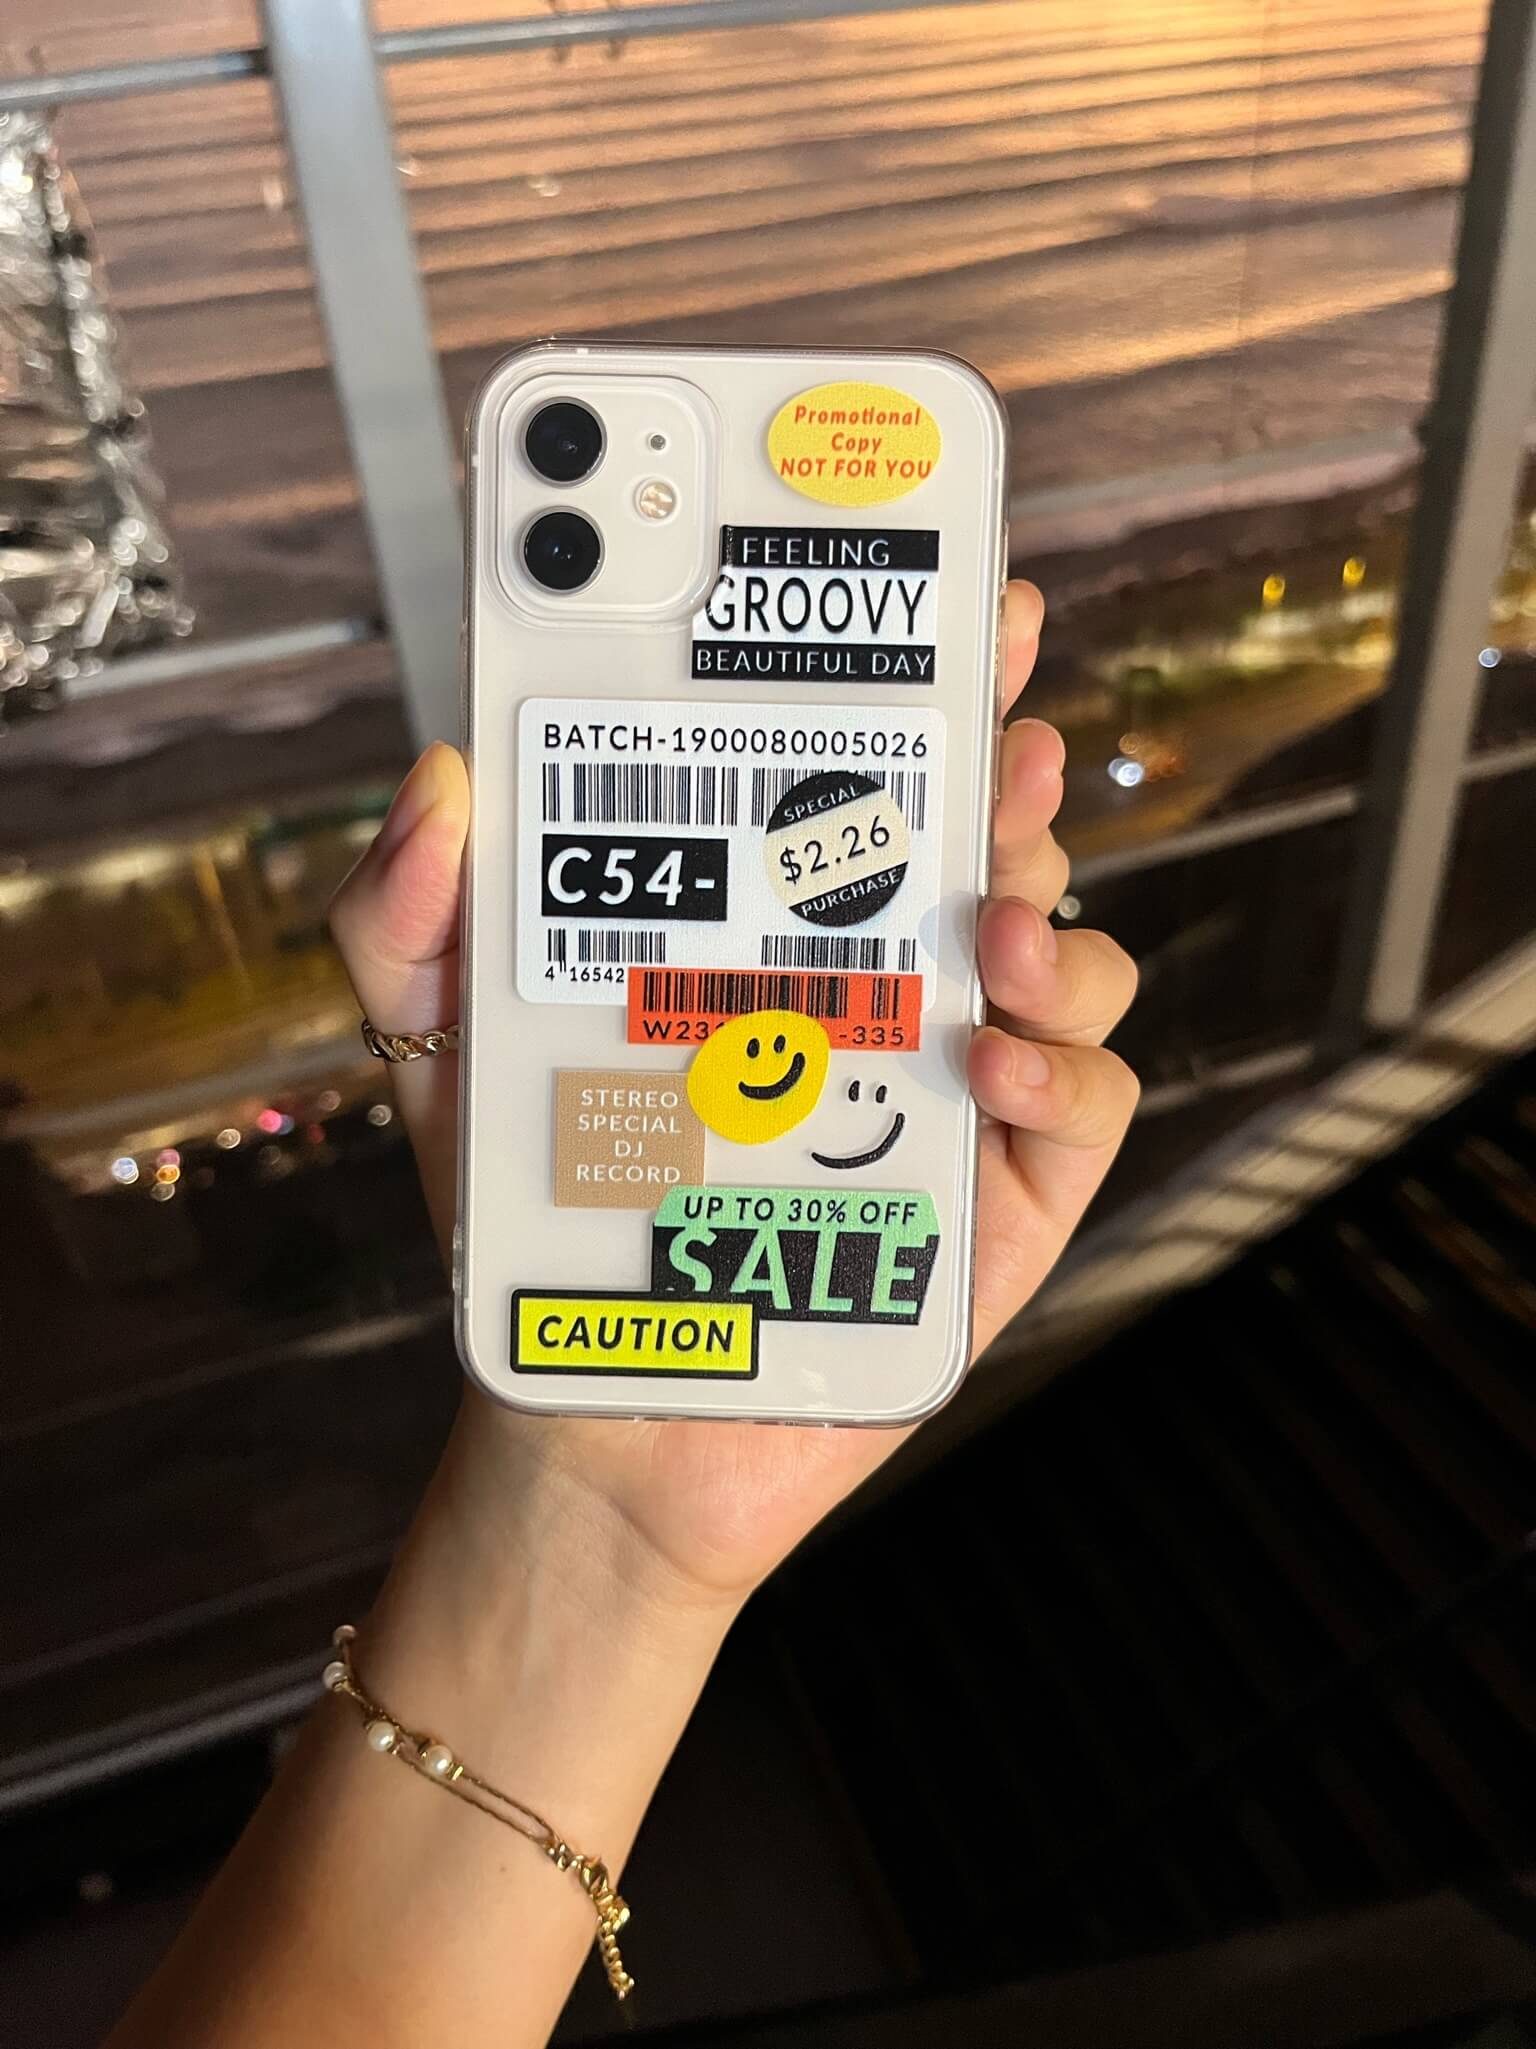 Promotional
Copy
NOT FOR YOU
FEELING
GROOVY
BEAUTIFUL DAY
BATCH-1900080005026
SPECIAL
$2.26
PURCHASE
C54-
4 16542
W23
-335
STEREO
SPECIAL
DJ
RECORD
UP TO 30% OFF
SALE
CAUTION